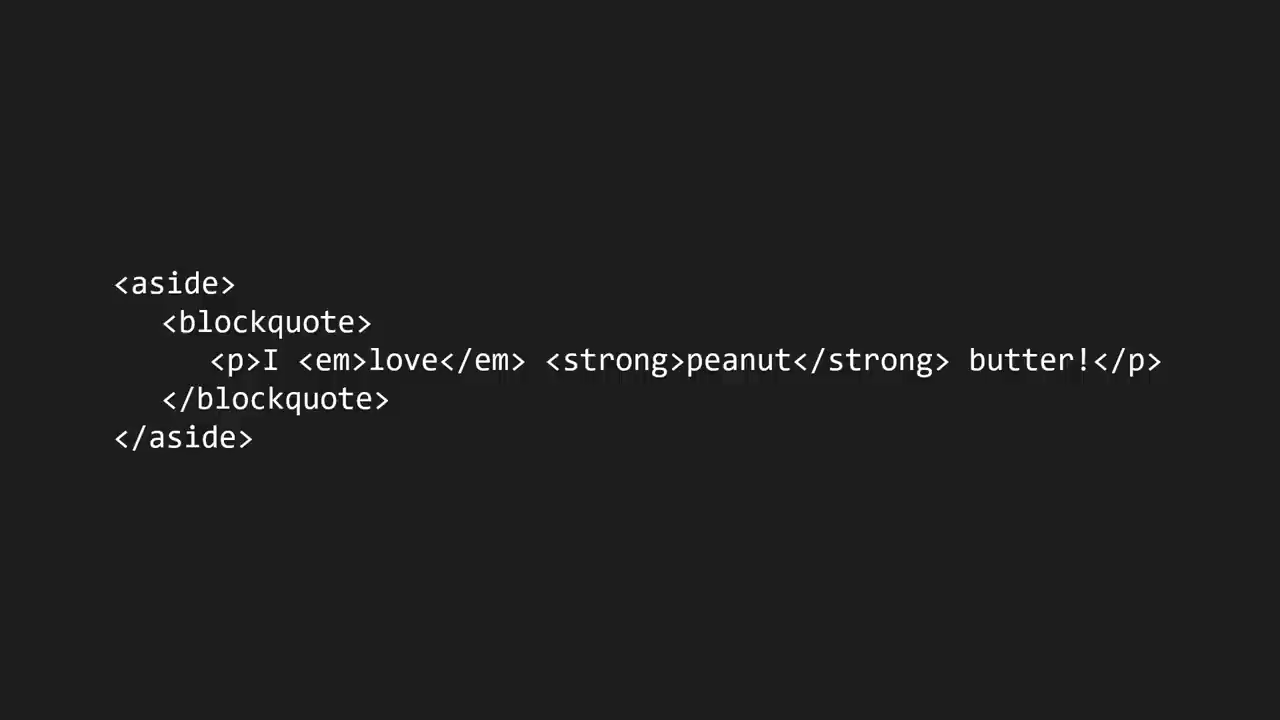 <aside>
<blockquote>
<p>I <em>love</em> <strong>peanut</strong> butter!</p>
</blockquote>
</aside>